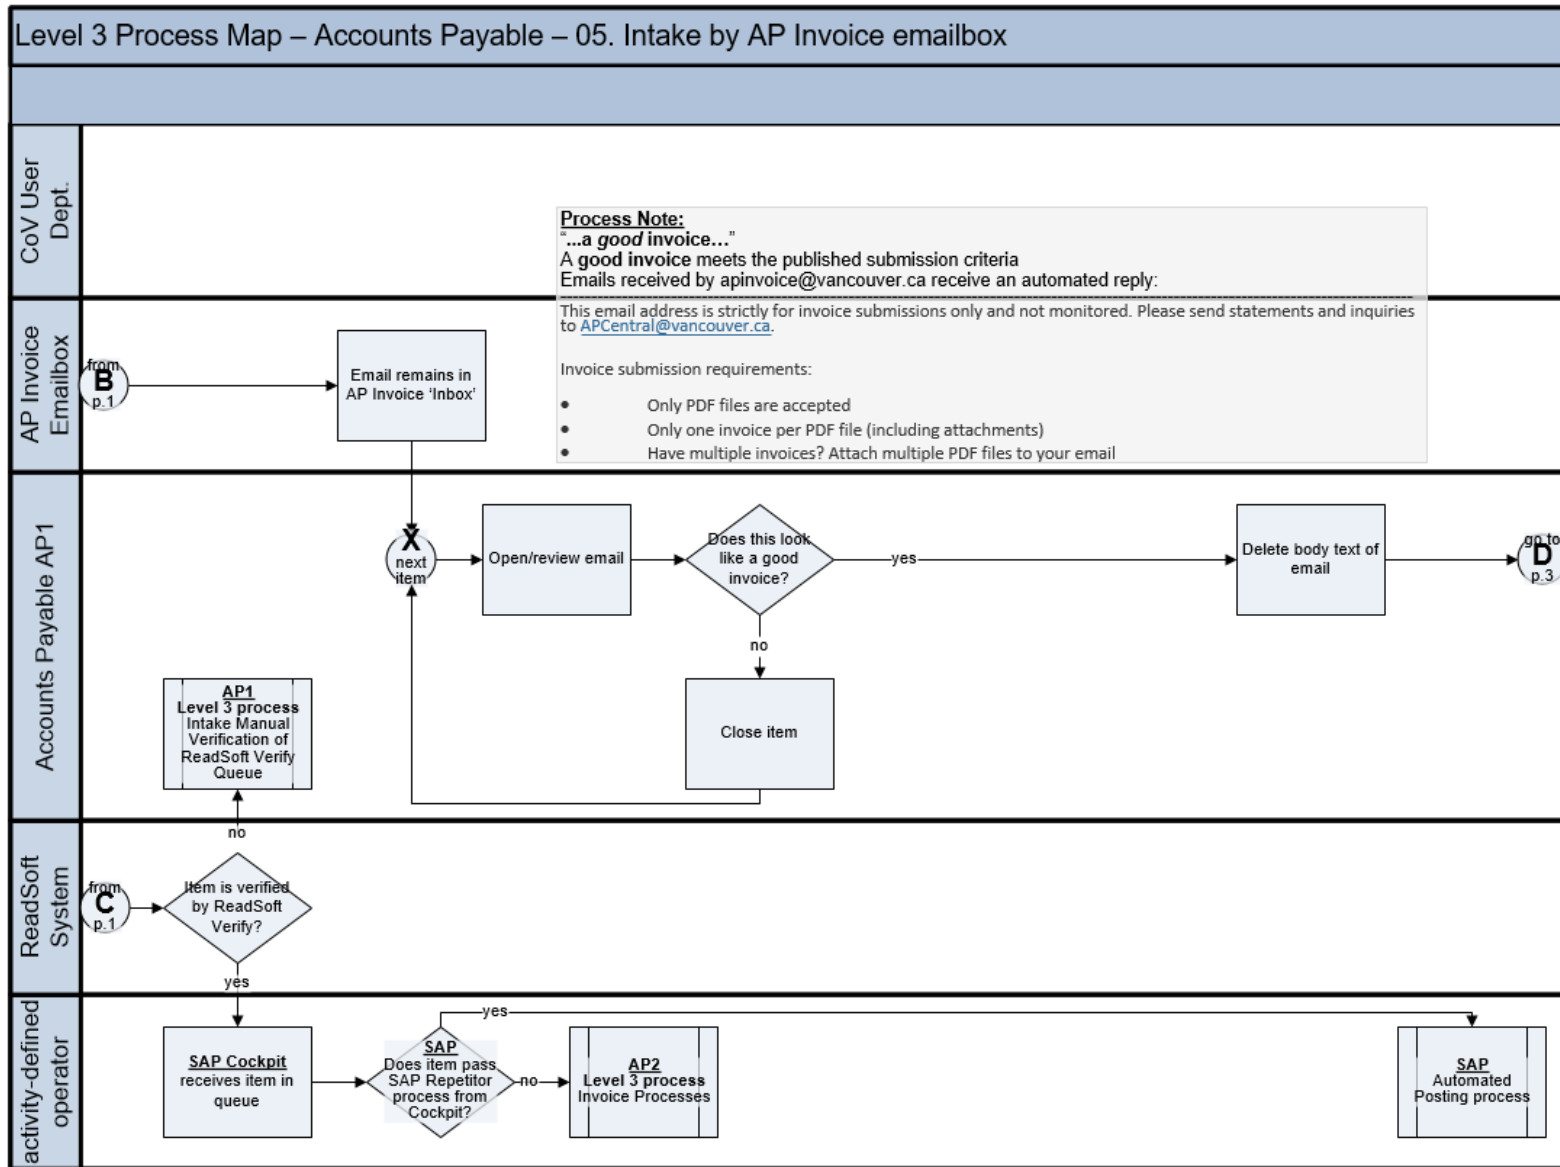 Level 3 Process Map – Accounts Payable – 05. Intake by AP Invoice emailbox
CoV User
Dept.
Process Note:
“...a good invoice…”
A good invoice meets the published submission criteria
Emails received by apinvoice@vancouver.ca receive an automated reply:
This email address is strictly for invoice submissions only and not monitored. Please send statements and inquiries
to APCentral@vancouver.ca.
Invoice submission requirements:
• Only PDF files are accepted
• Only one invoice per PDF file (including attachments)
• Have multiple invoices? Attach multiple PDF files to your email
AP Invoice
Emailbox
from
B
p.1
Email remains in
AP Invoice ‘Inbox’
Accounts Payable AP1
X
next
item
Open/review email
Does this look
like a good
invoice?
yes
Delete body text of
email
go to
D
p.3
no
Close item
AP1
Level 3 process
Intake Manual
Verification of
ReadSoft Verify
Queue
no
ReadSoft
System
from
C
p.1
Item is verified
by ReadSoft
Verify?
yes
activity-defined
operator
SAP Cockpit
receives item in
queue
SAP
Does item pass
SAP Repetitor
process from
Cockpit?
yes
no
AP2
Level 3 process
Invoice Processes
SAP
Automated
Posting process